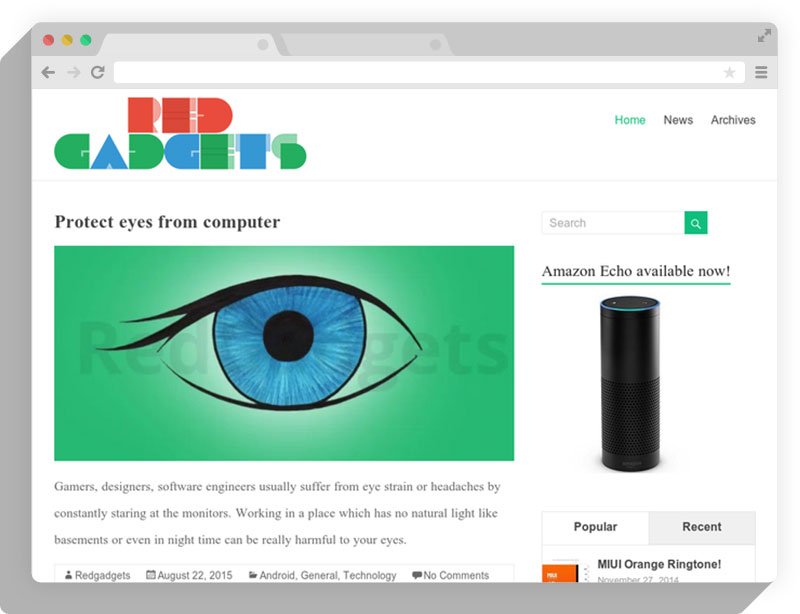 RED
GADGETS
Home News Archives
Protect eyes from computer
Search
Amazon Echo available now!
RedGadgets
Gamers, designers, software engineers usually suffer from eye strain or headaches by
constantly staring at the monitors. Working in a place which has no natural light like
basements or even in night time can be really harmful to your eyes.
Redgadgets August 22, 2015 Android, General, Technology No Comments
Popular Recent
MIUI Orange Ringtone!
November 27, 2014